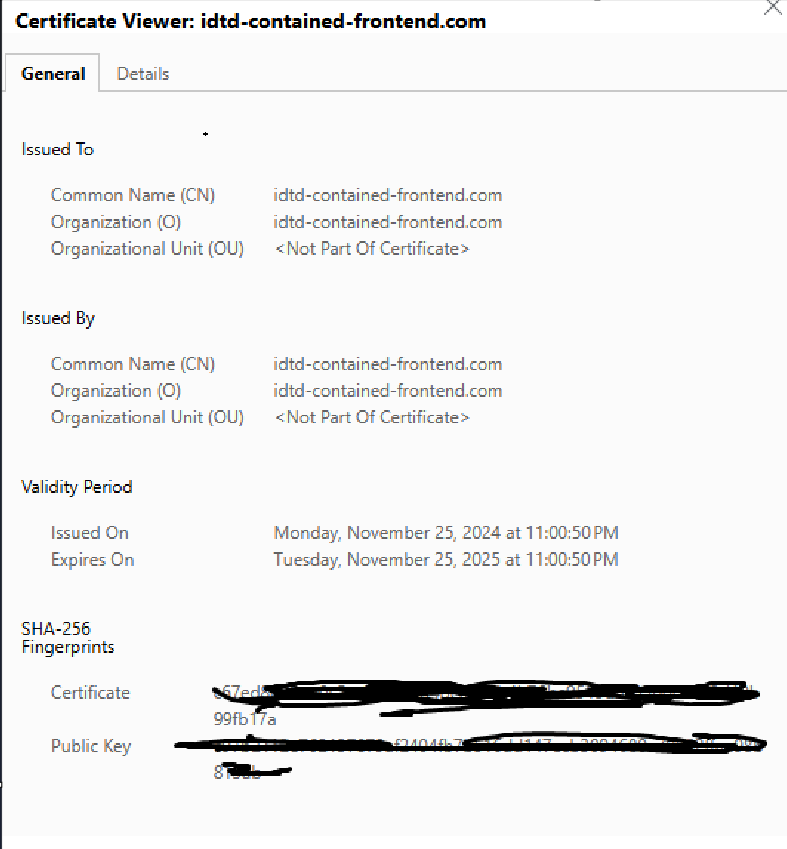 Certificate Viewer: idtd-contained-frontend.com
General Details
Issued To
Common Name (CN) idtd-contained-frontend.com
Organization (O) idtd-contained-frontend.com
Organizational Unit (OU) <Not Part Of Certificate>
Issued By
Common Name (CN) idtd-contained-frontend.com
Organization (O) idtd-contained-frontend.com
Organizational Unit (OU) <Not Part Of Certificate>
Validity Period
Issued On Monday, November 25, 2024 at 11:00:50 PM
Expires On Tuesday, November 25, 2025 at 11:00:50 PM
SHA-256
Fingerprints
Certificate
99fb17a
Public Key